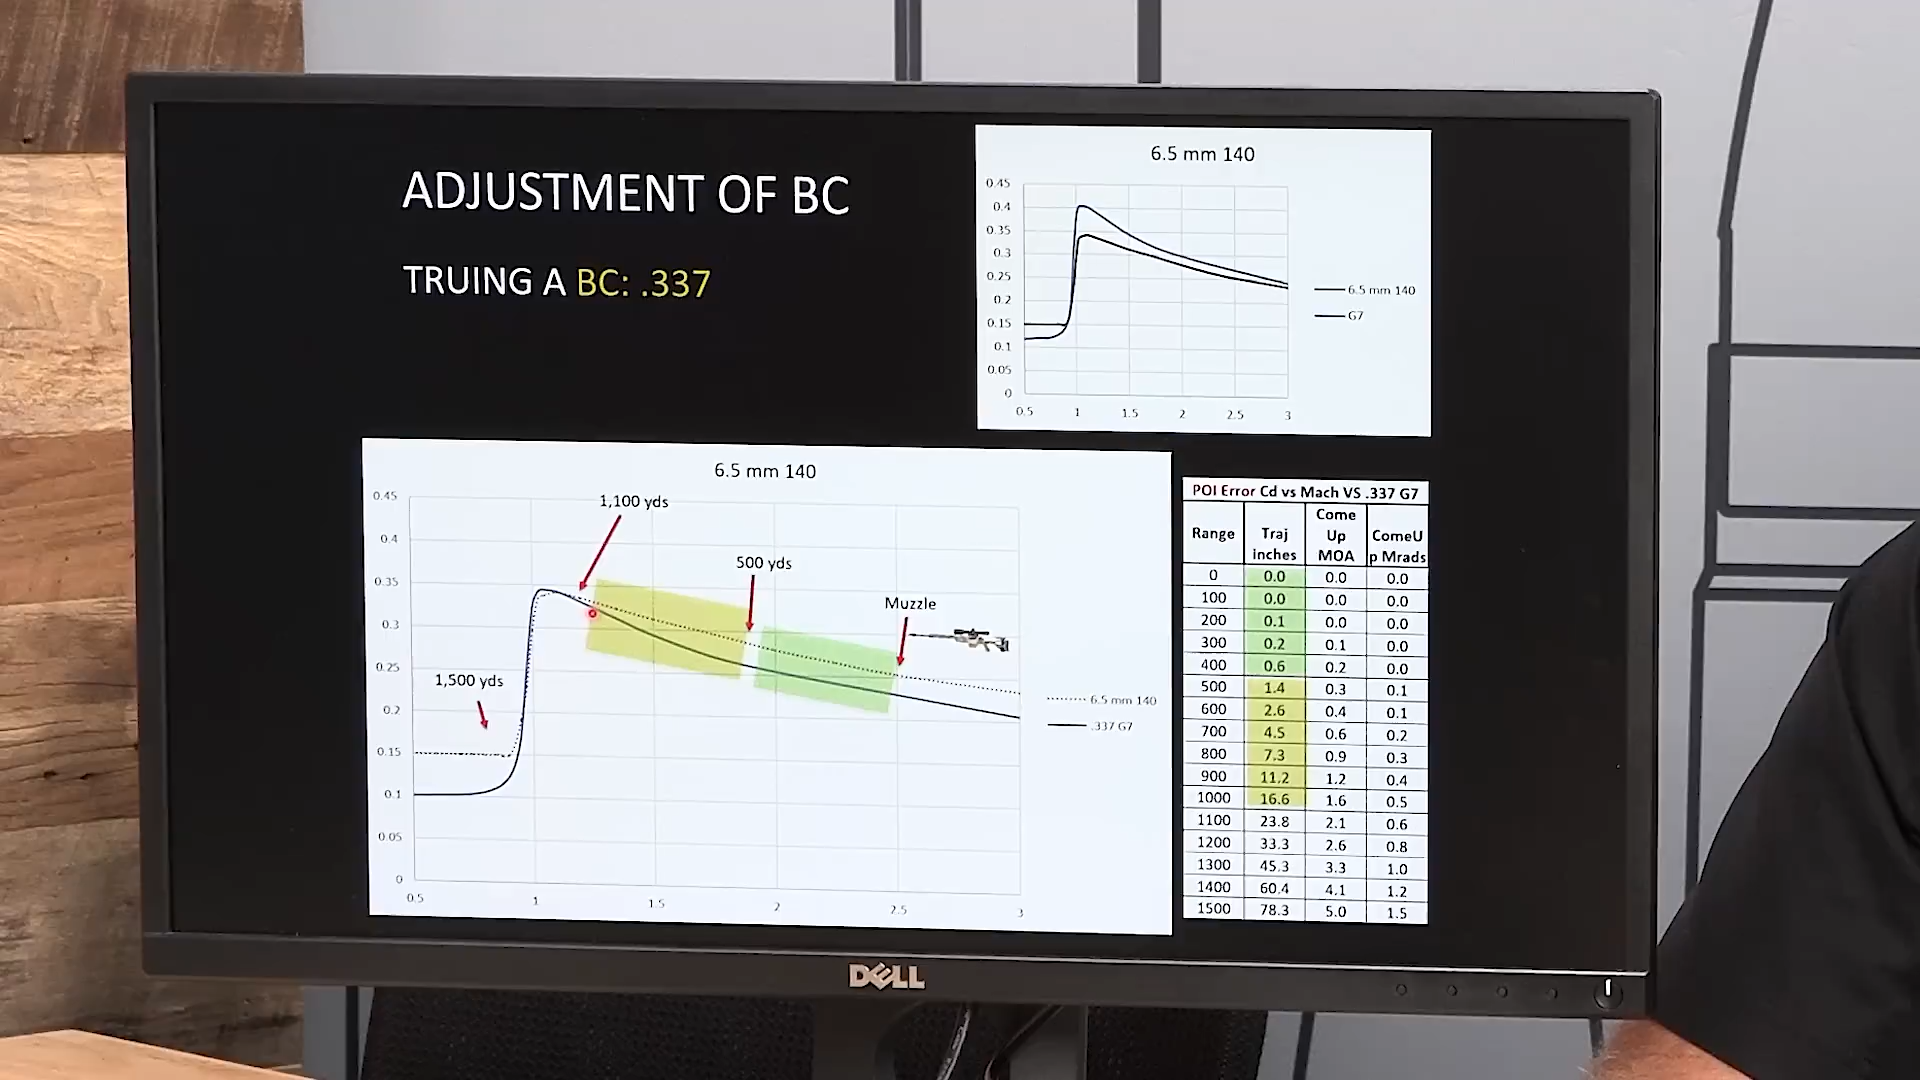 ADJUSTMENT OF BC
TRUING A BC: .337
6.5 mm 140
0.45
0.4
0.35
0.3
0.25
0.2
0.15
0.1
0.05
0
0.5 1 1.5 2 2.5 3
6.5 mm 140
G7
6.5 mm 140
0.45
0.4
0.35
0.3
0.25
0.2
0.15
0.1
0.05
0
0.5 1 1.5 2 2.5 3
1,100 yds
500 yds
Muzzle
1,500 yds
6.5 mm 140
.337 G7
POI Error Cd vs Mach VS .337 G7
Range Traj inches Come Up MOA ComeU p Mrads
0 0.0 0.0 0.0
100 0.0 0.0 0.0
200 0.1 0.0 0.0
300 0.2 0.1 0.0
400 0.6 0.2 0.0
500 1.4 0.3 0.1
600 2.6 0.4 0.1
700 4.5 0.6 0.2
800 7.3 0.9 0.3
900 11.2 1.2 0.4
1000 16.6 1.6 0.5
1100 23.8 2.1 0.6
1200 33.3 2.6 0.8
1300 45.3 3.3 1.0
1400 60.4 4.1 1.2
1500 78.3 5.0 1.5
DELL